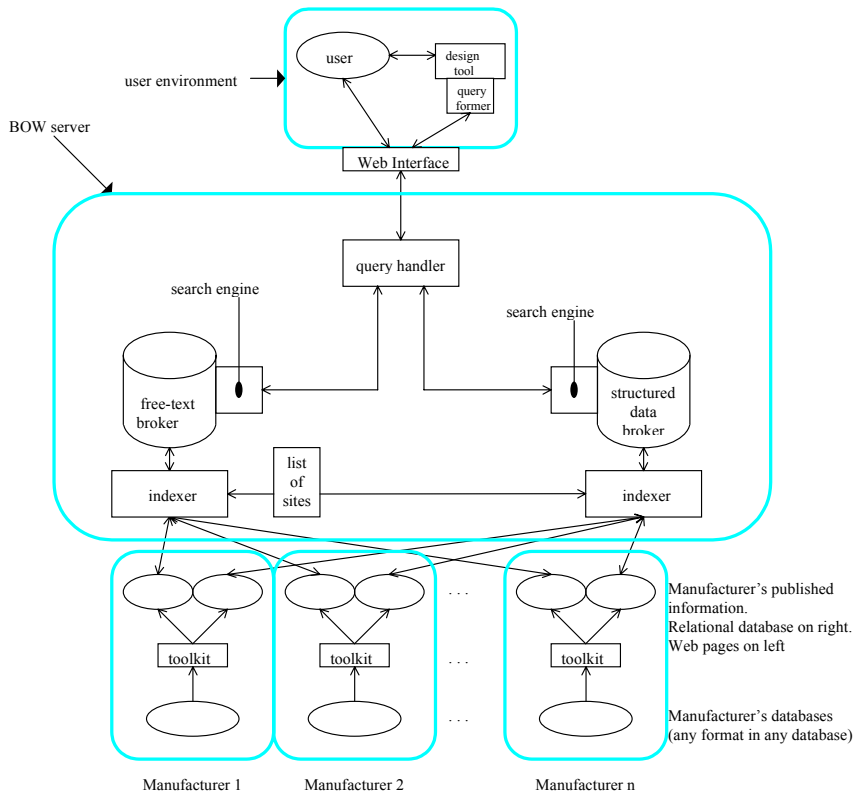 user
design
tool
query
former
user environment
BOW server
Web Interface
query handler
search engine
search engine
free-text
broker
structured
data
broker
list
of
sites
indexer
indexer
. . .
Manufacturer's published
information.
Relational database on right.
Web pages on left
toolkit
toolkit
. . .
toolkit
. . .
Manufacturer's databases
(any format in any database)
Manufacturer 1
Manufacturer 2
Manufacturer n